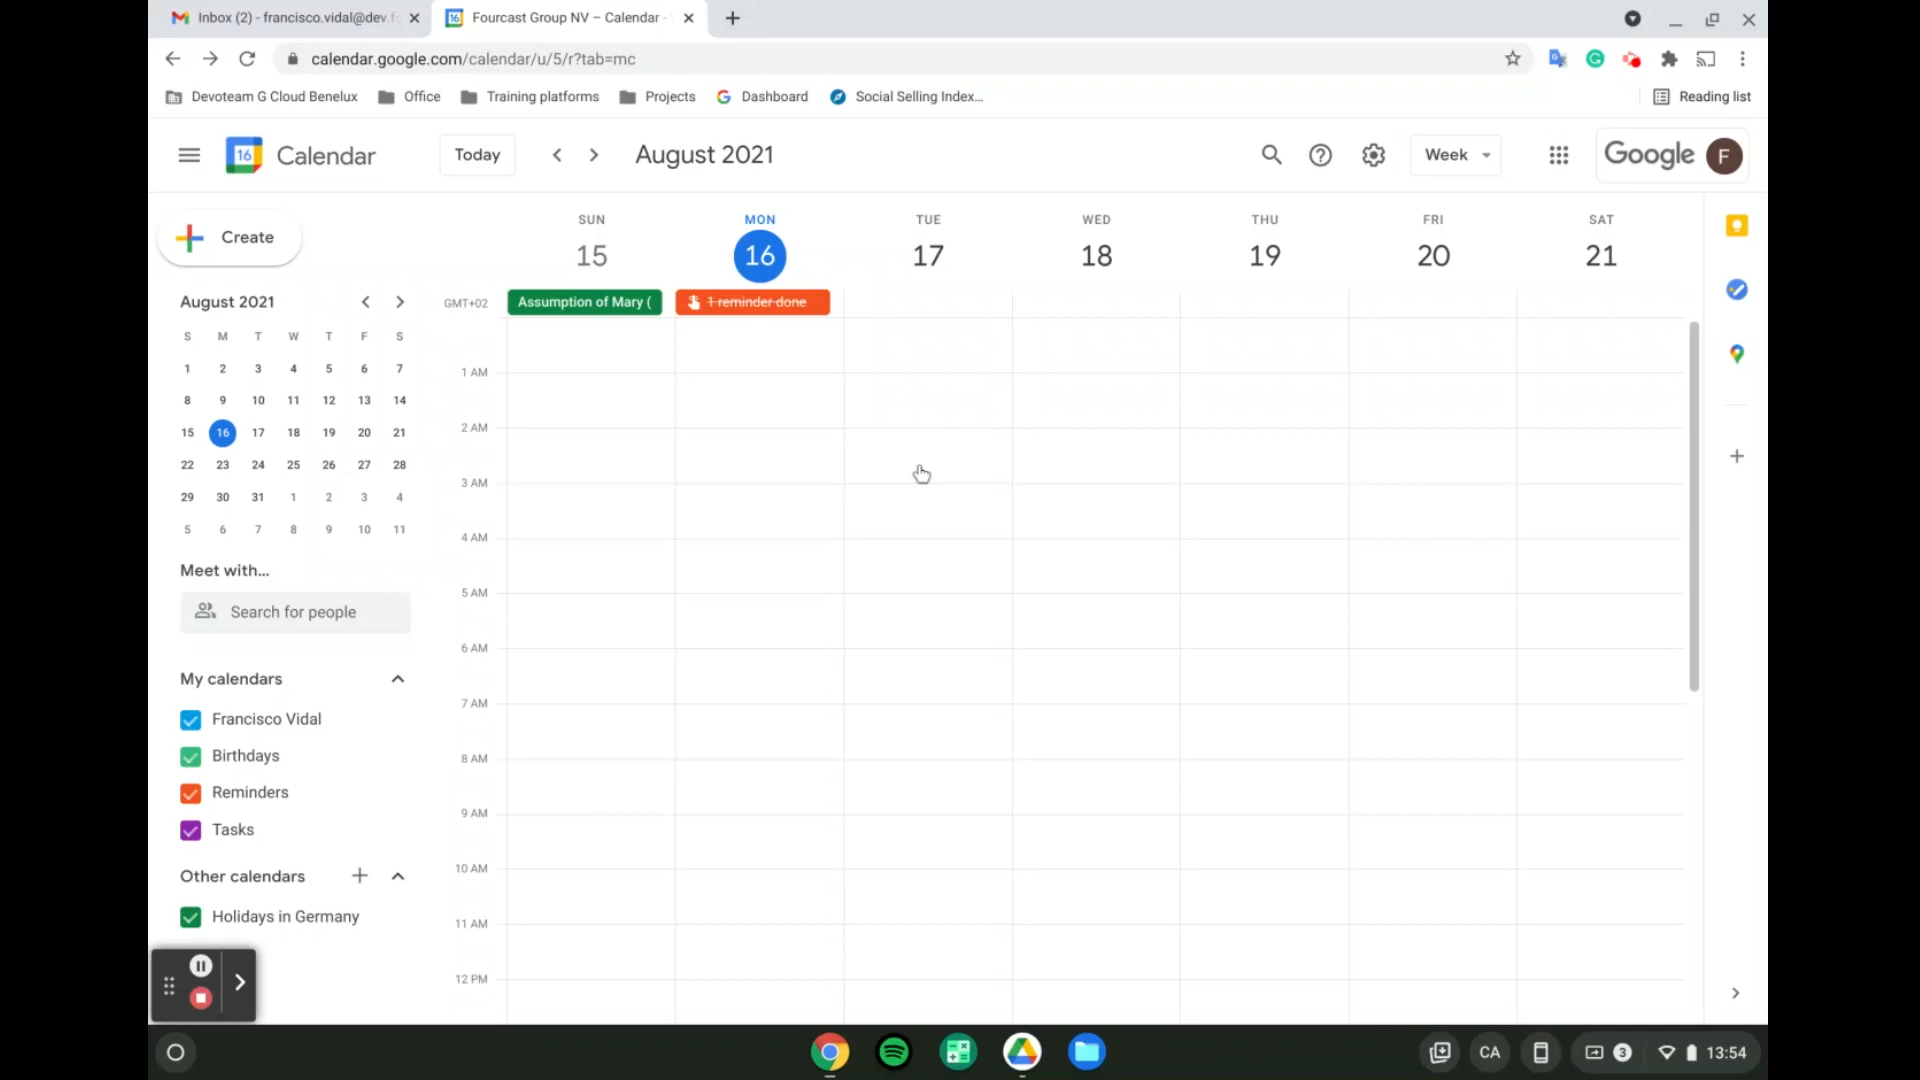 Inbox (2) - francisco.vidal@dev.f
Fourcast Group NV – Calendar -
calendar.google.com/calendar/u/5/r?tab=mc
Devoteam G Cloud Benelux
Office
Training platforms
Projects
Dashboard
Social Selling Index...
Reading list
16
Calendar
Today
August 2021
Week
Google
F
Create
SUN
MON
TUE
WED
THU
FRI
SAT
15
16
17
18
19
20
21
August 2021
GMT+02
Assumption of Mary (
1 reminder done
S M T W T F S
1 2 3 4 5 6 7
8 9 10 11 12 13 14
15 16 17 18 19 20 21
22 23 24 25 26 27 28
29 30 31 1 2 3 4
5 6 7 8 9 10 11
1 AM
2 AM
3 AM
4 AM
5 AM
6 AM
7 AM
8 AM
9 AM
10 AM
11 AM
12 PM
Meet with...
Search for people
My calendars
Francisco Vidal
Birthdays
Reminders
Tasks
Other calendars
Holidays in Germany
CA
3
13:54